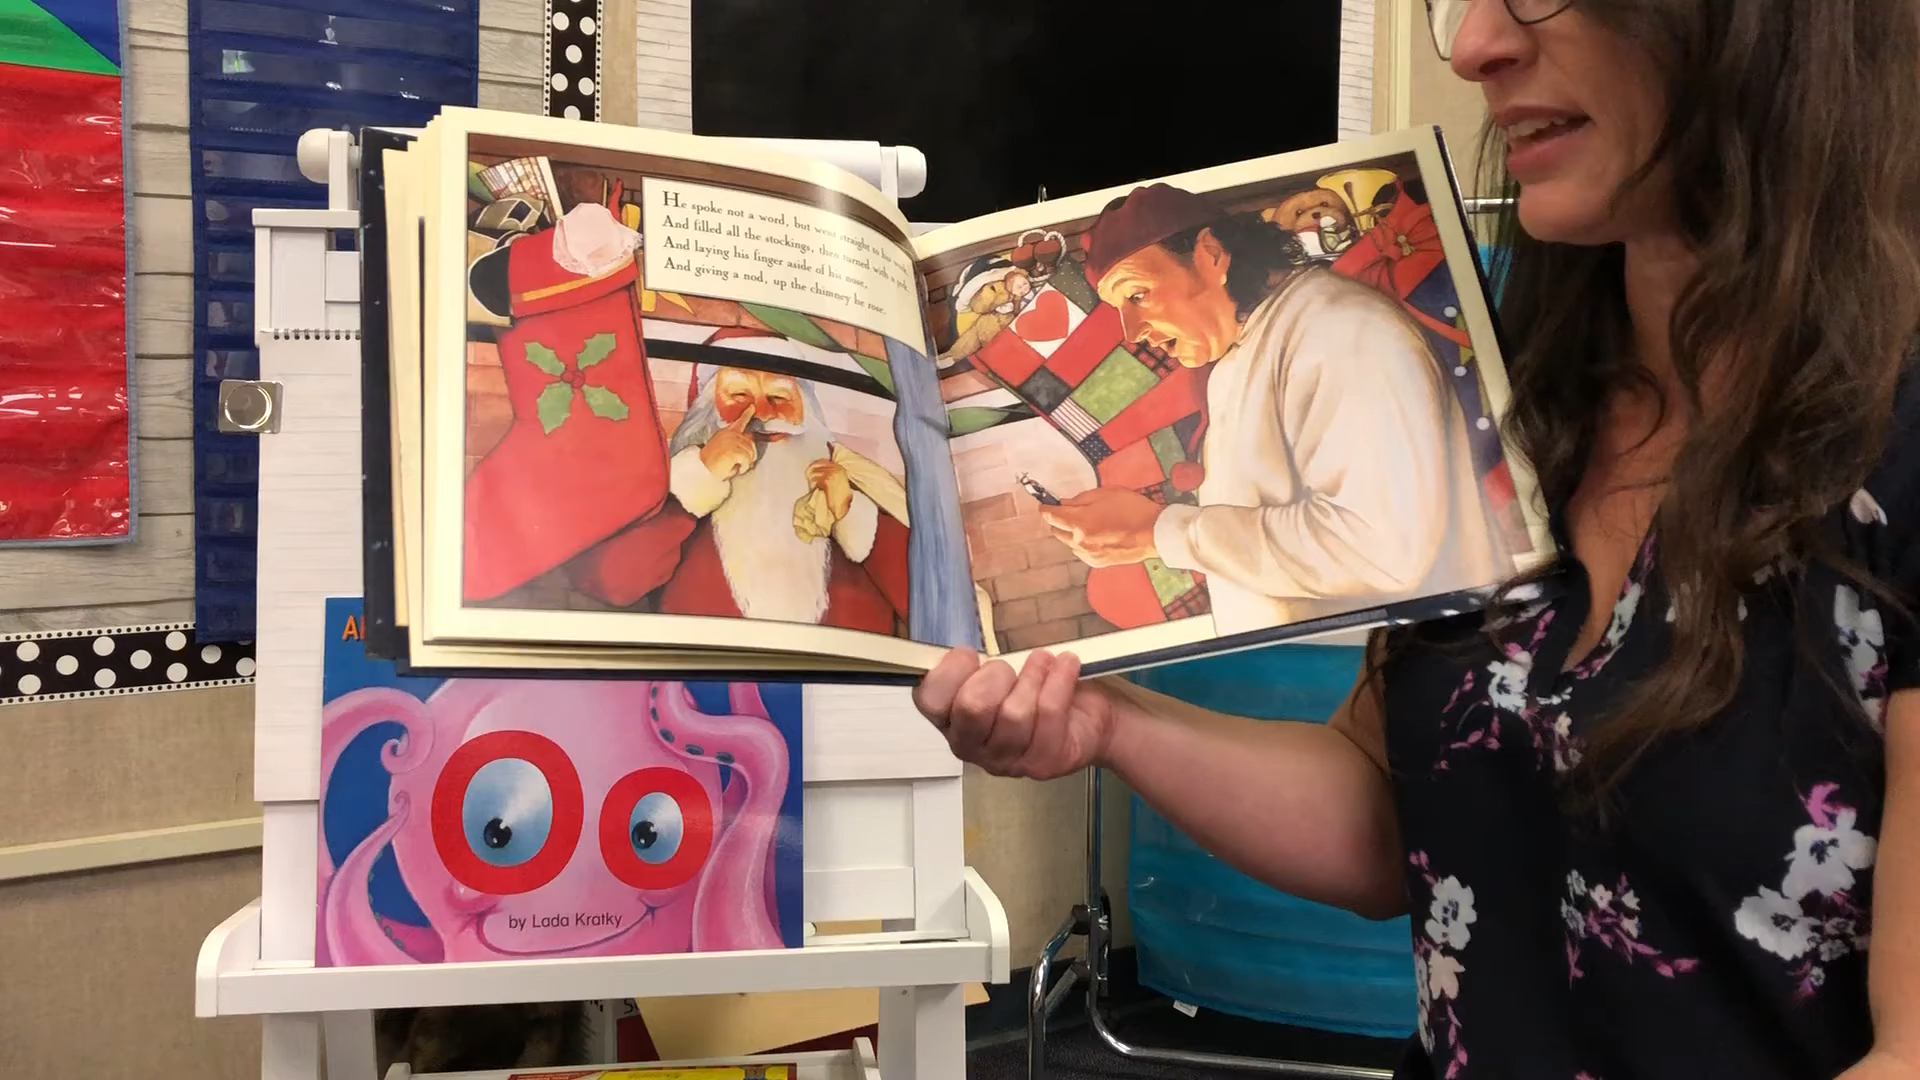 He spoke not a word, but went straight to his work,
And filled all the stockings, then turned with a jerk,
And laying his finger aside of his nose,
And giving a nod, up the chimney he rose.
Oo
by Lada Kratky